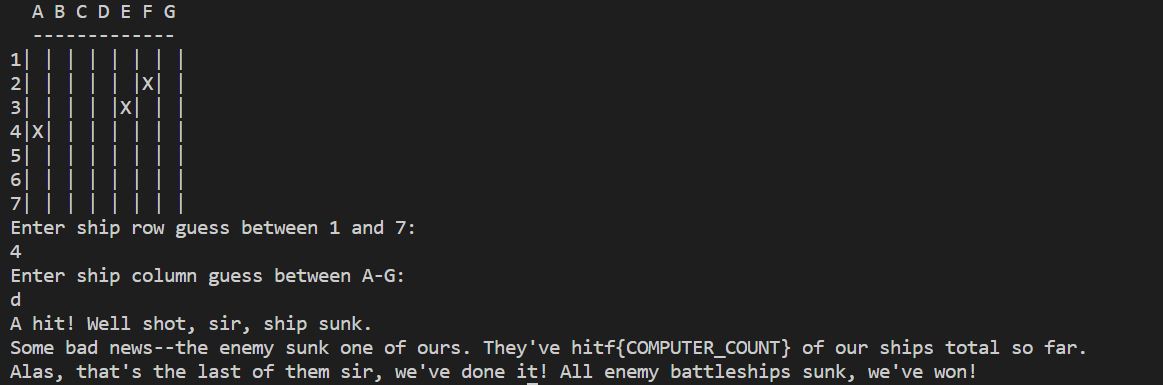 A B C D E F G
-------------
1| | | | | | | |
2| | | | | |X| |
3| | | | |X| | |
4|X| | | | | | |
5| | | | | | | |
6| | | | | | | |
7| | | | | | | |
Enter ship row guess between 1 and 7:
4
Enter ship column guess between A-G:
d
A hit! Well shot, sir, ship sunk.
Some bad news--the enemy sunk one of ours. They've hitf{COMPUTER_COUNT} of our ships total so far.
Alas, that's the last of them sir, we've done it! All enemy battleships sunk, we've won!